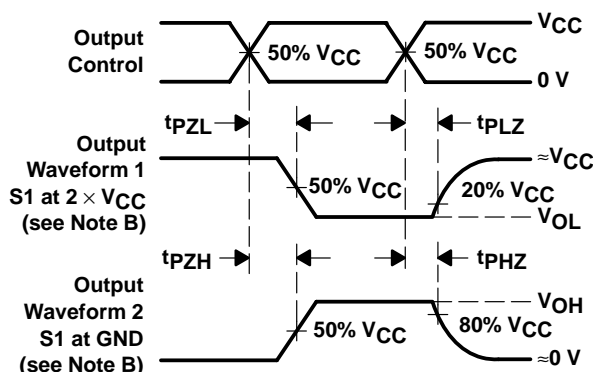 Output
Control
50% VCC
50% VCC
VCC
0 V
tPZL
tPLZ
Output
Waveform 1
S1 at 2 × VCC
(see Note B)
50% VCC
20% VCC
≈VCC
VOL
tPZH
tPHZ
Output
Waveform 2
S1 at GND
(see Note B)
50% VCC
80% VCC
VOH
≈0 V